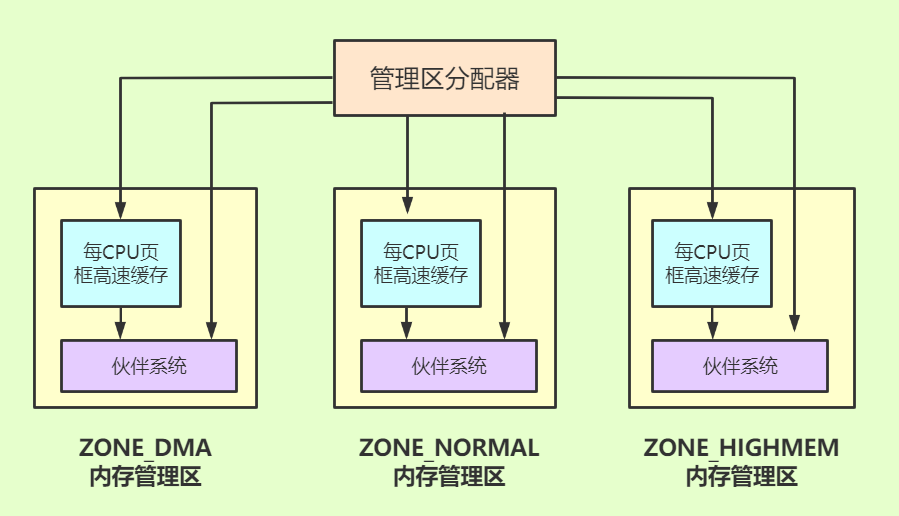 管理区分配器
每CPU页
框高速缓存
伙伴系统
ZONE_DMA
内存管理区
每CPU页
框高速缓存
伙伴系统
ZONE_NORMAL
内存管理区
每CPU页
框高速缓存
伙伴系统
ZONE_HIGHMEM
内存管理区